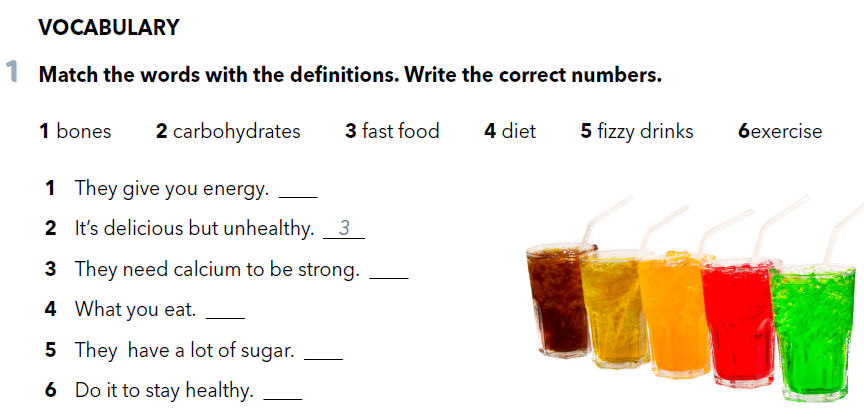 VOCABULARY
1 Match the words with the definitions. Write the correct numbers.
1 bones 2 carbohydrates 3 fast food 4 diet 5 fizzy drinks 6exercise
1 They give you energy. ____
2 It's delicious but unhealthy. _3_
3 They need calcium to be strong. ____
4 What you eat. ____
5 They have a lot of sugar. ____
6 Do it to stay healthy. ____